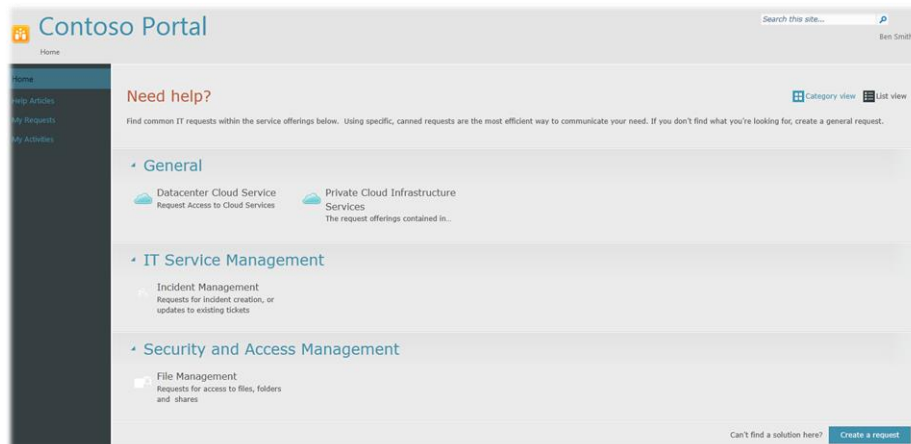 Contoso Portal
Search this site...
Ben Smith
Home
Home
Help Articles
My Requests
My Activities
Need help?
Category view
List view
Find common IT requests within the service offerings below. Using specific, canned requests are the most efficient way to communicate your need. If you don't find what you're looking for, create a general request.
General
Datacenter Cloud Service
Request Access to Cloud Services
Private Cloud Infrastructure
Services
The request offerings contained in...
IT Service Management
Incident Management
Requests for incident creation, or
updates to existing tickets
Security and Access Management
File Management
Requests for access to files, folders
and shares
Can't find a solution here?
Create a request